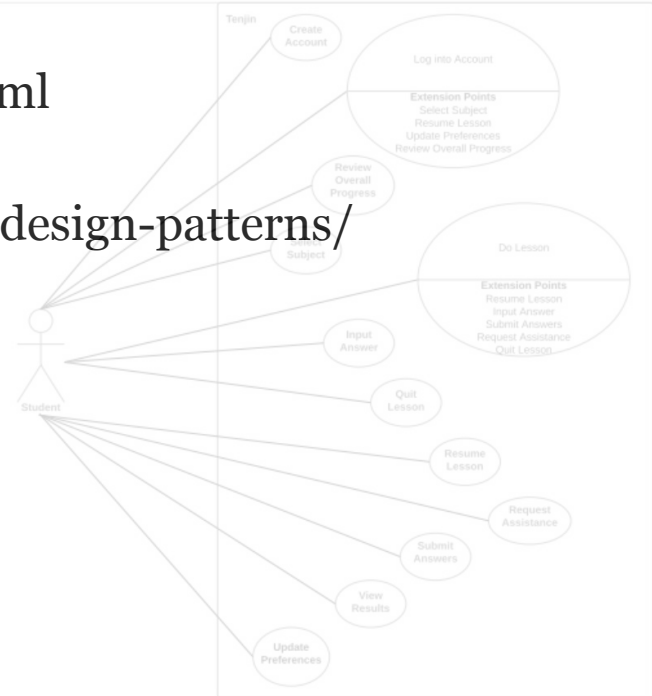 Tenjin
Create
Account
Log into Account
ml
Extension Points
Select Subject
Resume Lesson
Update Preferences
Review Overall Progress
Review
Overall
Progress
design-patterns/
Select
Subject
Do Lesson
Extension Points
Resume Lesson
Input Answer
Submit Answers
Request Assistance
Quit Lesson
Input
Answer
Quit
Lesson
Student
Resume
Lesson
Request
Assistance
Submit
Answers
View
Results
Update
Preferences